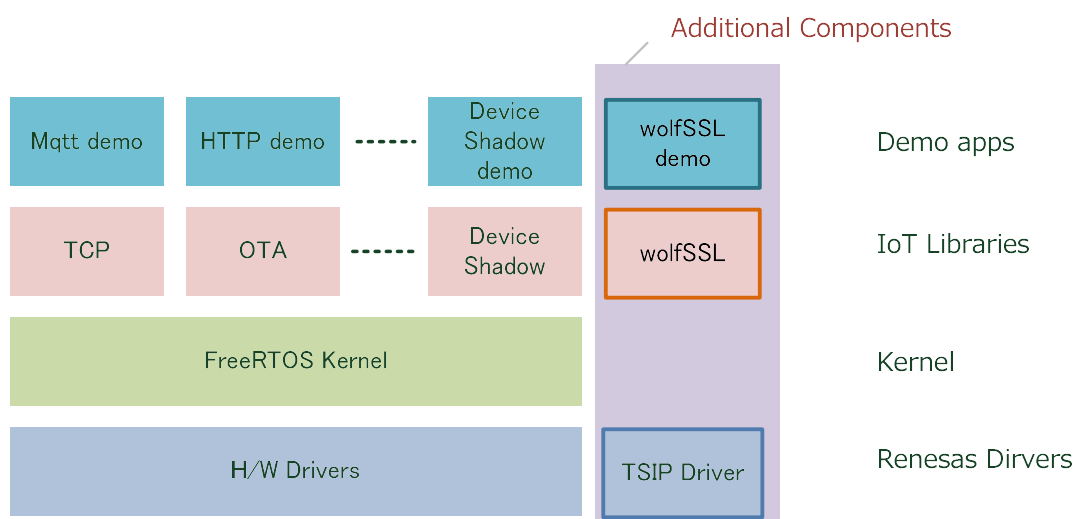 Additional Components
Mqtt demo
HTTP demo
Device
Shadow
demo
wolfSSL
demo
Demo apps
TCP
OTA
Device
Shadow
wolfSSL
IoT Libraries
FreeRTOS Kernel
Kernel
H/W Drivers
TSIP Driver
Renesas Dirvers